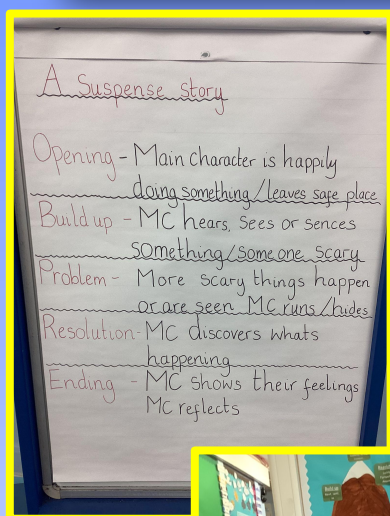 A Suspense Story
Opening - Main character is happily
doing something/leaves safe place
Build up - MC hears, sees or sences
something/someone scary
Problem - More scary things happen
or are seen MC runs/hides
Resolution - MC discovers whats
happening
Ending - MC shows their feelings
MC reflects